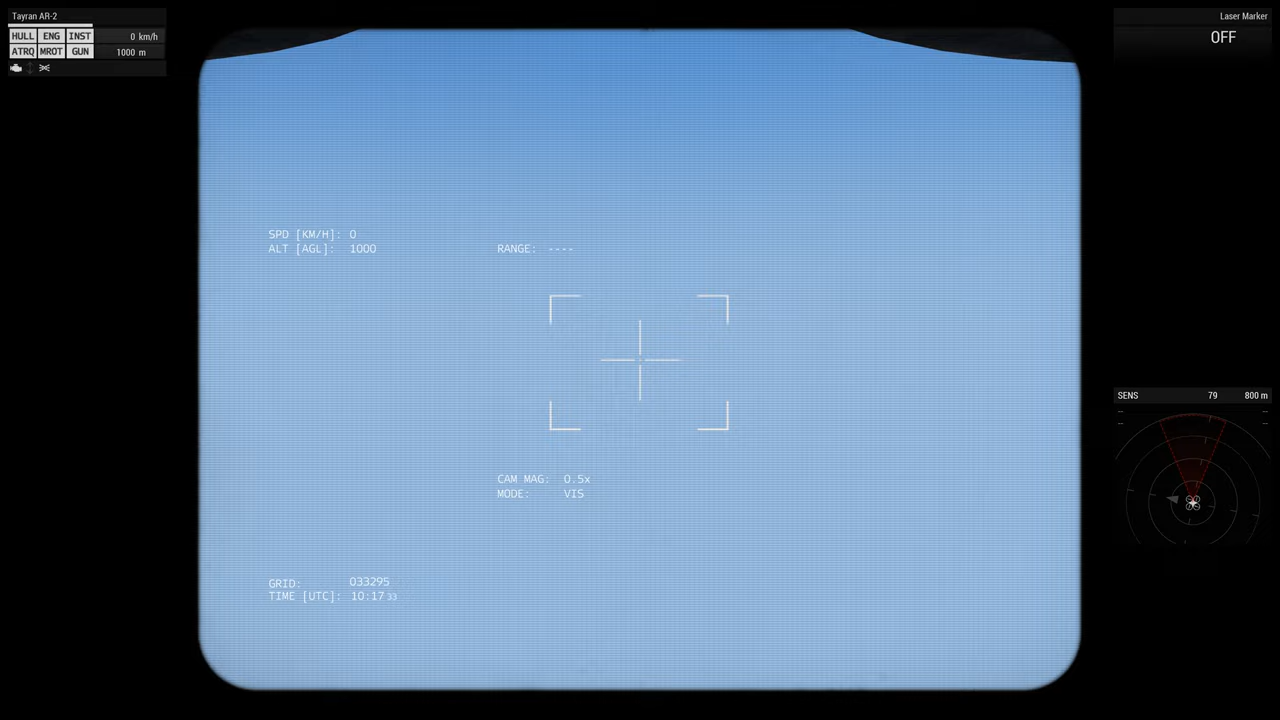 Tayran AR-2
HULL ENG INST 0 km/h
ATRQ MROT GUN 1000 m
Laser Marker
OFF
SPD [KM/H]: 0
ALT [AGL]: 1000
RANGE: ----
CAM MAG: 0.5x
MODE: VIS
SENS 79 800 m
-- --
-- --
GRID: 033295
TIME [UTC]: 10:17 33